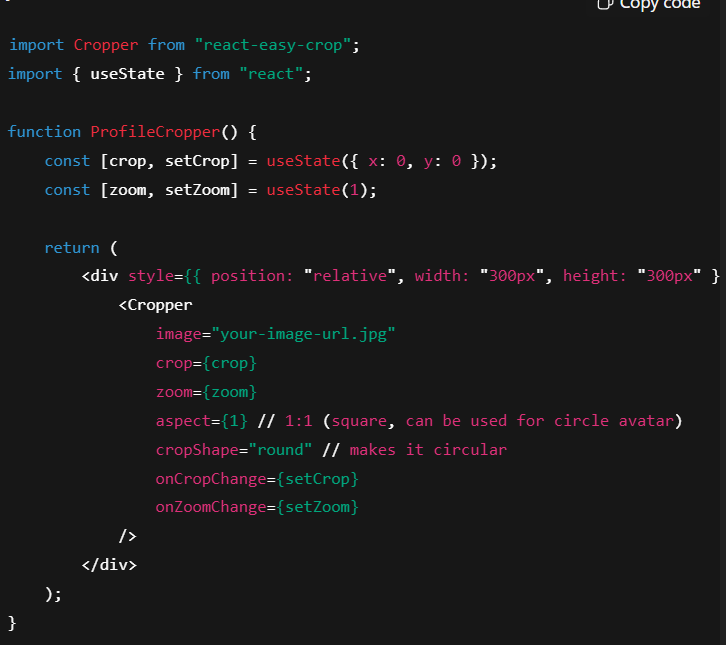 Copy code
import Cropper from "react-easy-crop";
import { useState } from "react";
function ProfileCropper() {
const [crop, setCrop] = useState({ x: 0, y: 0 });
const [zoom, setZoom] = useState(1);
return (
<div style={{ position: "relative", width: "300px", height: "300px" }
<Cropper
image="your-image-url.jpg"
crop={crop}
zoom={zoom}
aspect={1} // 1:1 (square, can be used for circle avatar)
cropShape="round" // makes it circular
onCropChange={setCrop}
onZoomChange={setZoom}
/>
</div>
);
}